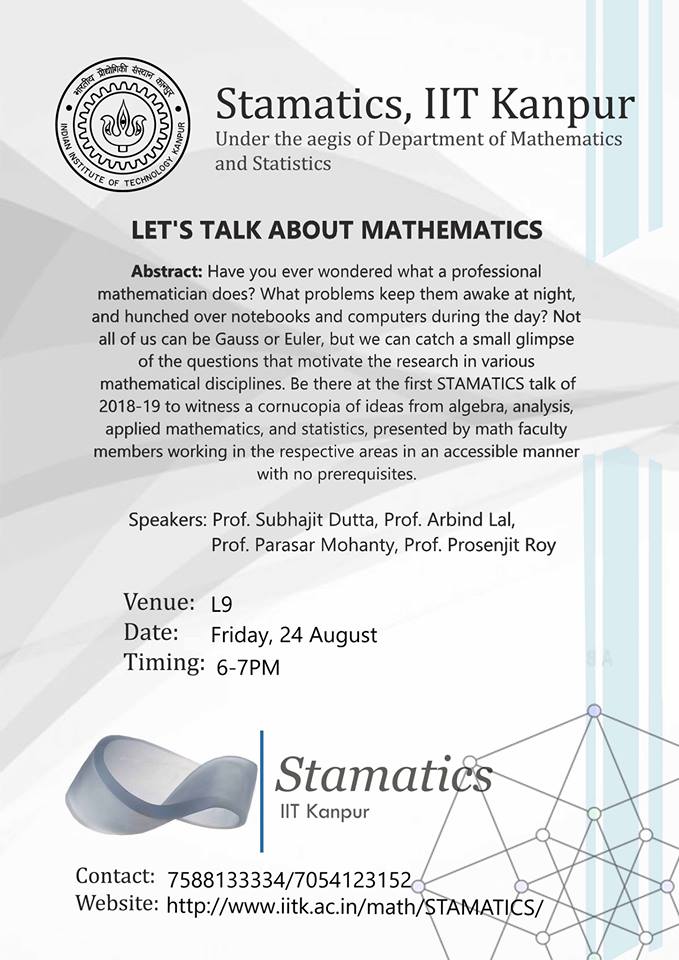 भारतीय प्रौद्योगिकी संस्थान कानपुर
INDIAN INSTITUTE OF TECHNOLOGY KANPUR
Stamatics, IIT Kanpur
Under the aegis of Department of Mathematics
and Statistics
LET'S TALK ABOUT MATHEMATICS
Abstract: Have you ever wondered what a professional
mathematician does? What problems keep them awake at night,
and hunched over notebooks and computers during the day? Not
all of us can be Gauss or Euler, but we can catch a small glimpse
of the questions that motivate the research in various
mathematical disciplines. Be there at the first STAMATICS talk of
2018-19 to witness a cornucopia of ideas from algebra, analysis,
applied mathematics, and statistics, presented by math faculty
members working in the respective areas in an accessible manner
with no prerequisites.
Speakers: Prof. Subhajit Dutta, Prof. Arbind Lal,
Prof. Parasar Mohanty, Prof. Prosenjit Roy
Venue: L9
Date: Friday, 24 August
Timing: 6-7PM
Stamatics
IIT Kanpur
Contact: 7588133334/7054123152
Website: http://www.iitk.ac.in/math/STAMATICS/